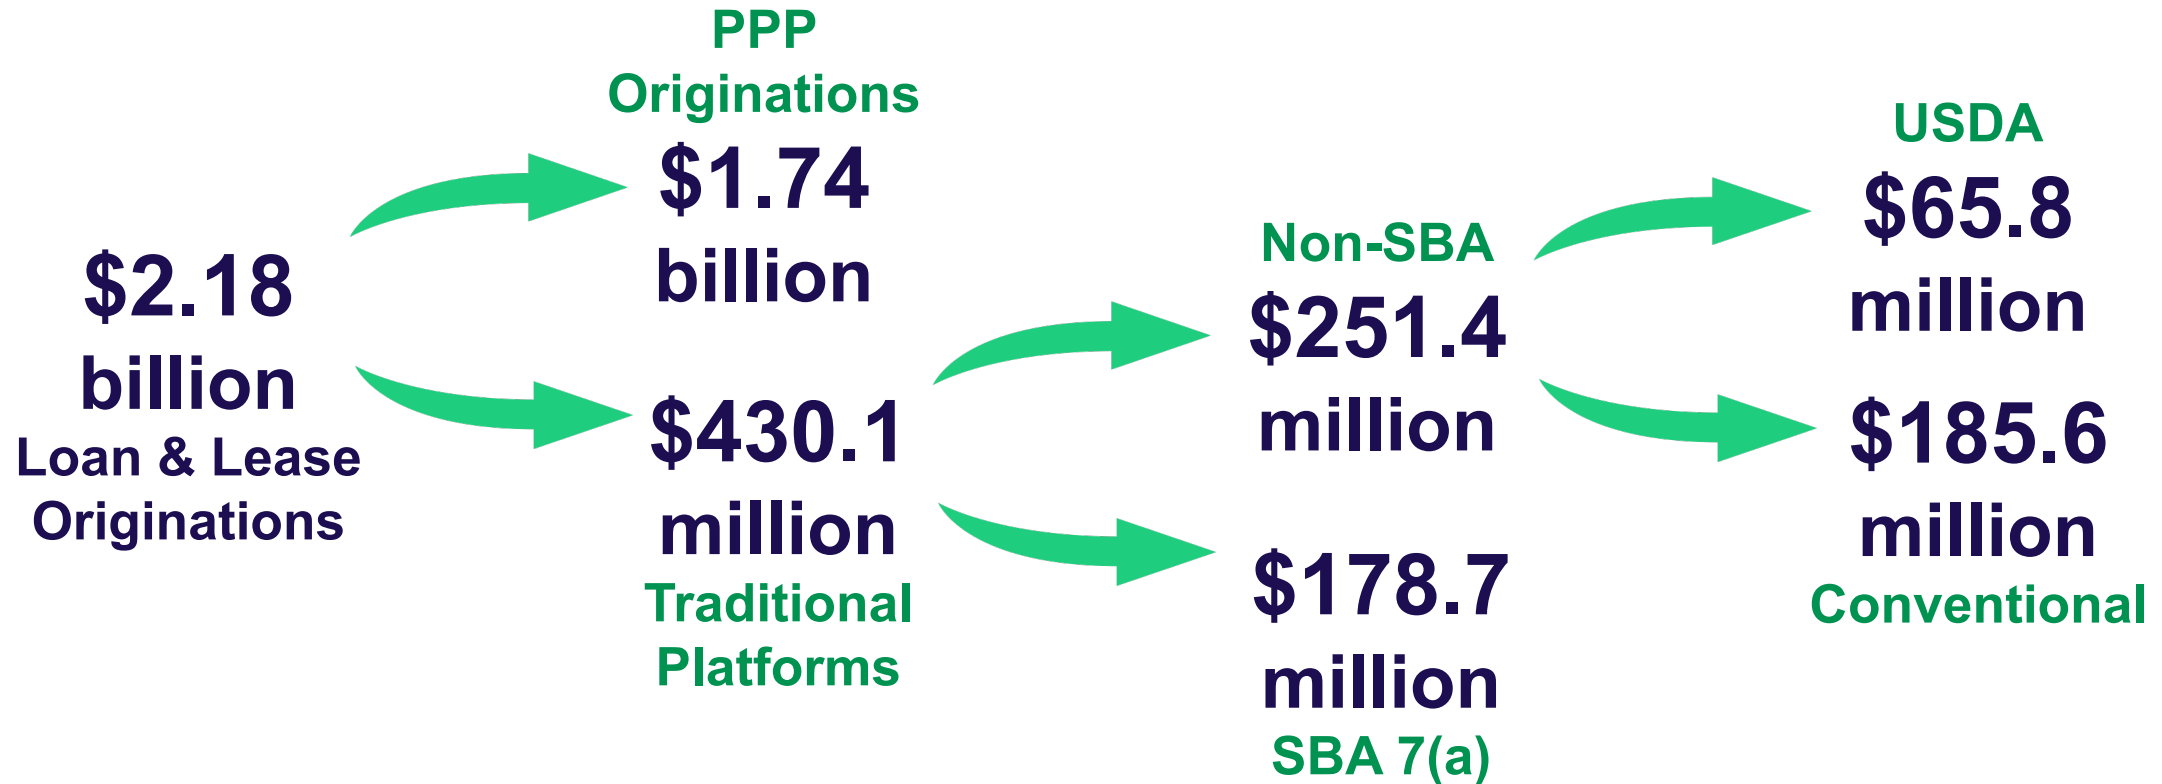 $2.18
billion
Loan & Lease
Originations
PPP
Originations
$1.74
billion
$430.1
million
Traditional
Platforms
Non-SBA
$251.4
million
$178.7
million
SBA 7(a)
USDA
$65.8
million
$185.6
million
Conventional